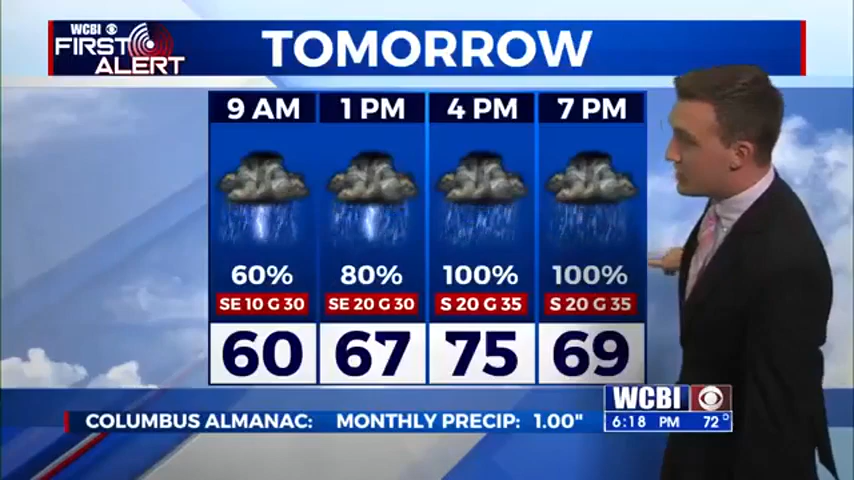 WCBI
FIRST
ALERT
TOMORROW
9 AM 1 PM 4 PM 7 PM
60% 80% 100% 100%
SE 10 G 30 SE 20 G 30 S 20 G 35 S 20 G 35
60 67 75 69
WCBI
COLUMBUS ALMANAC: MONTHLY PRECIP: 1.00"
6:18 PM 72°